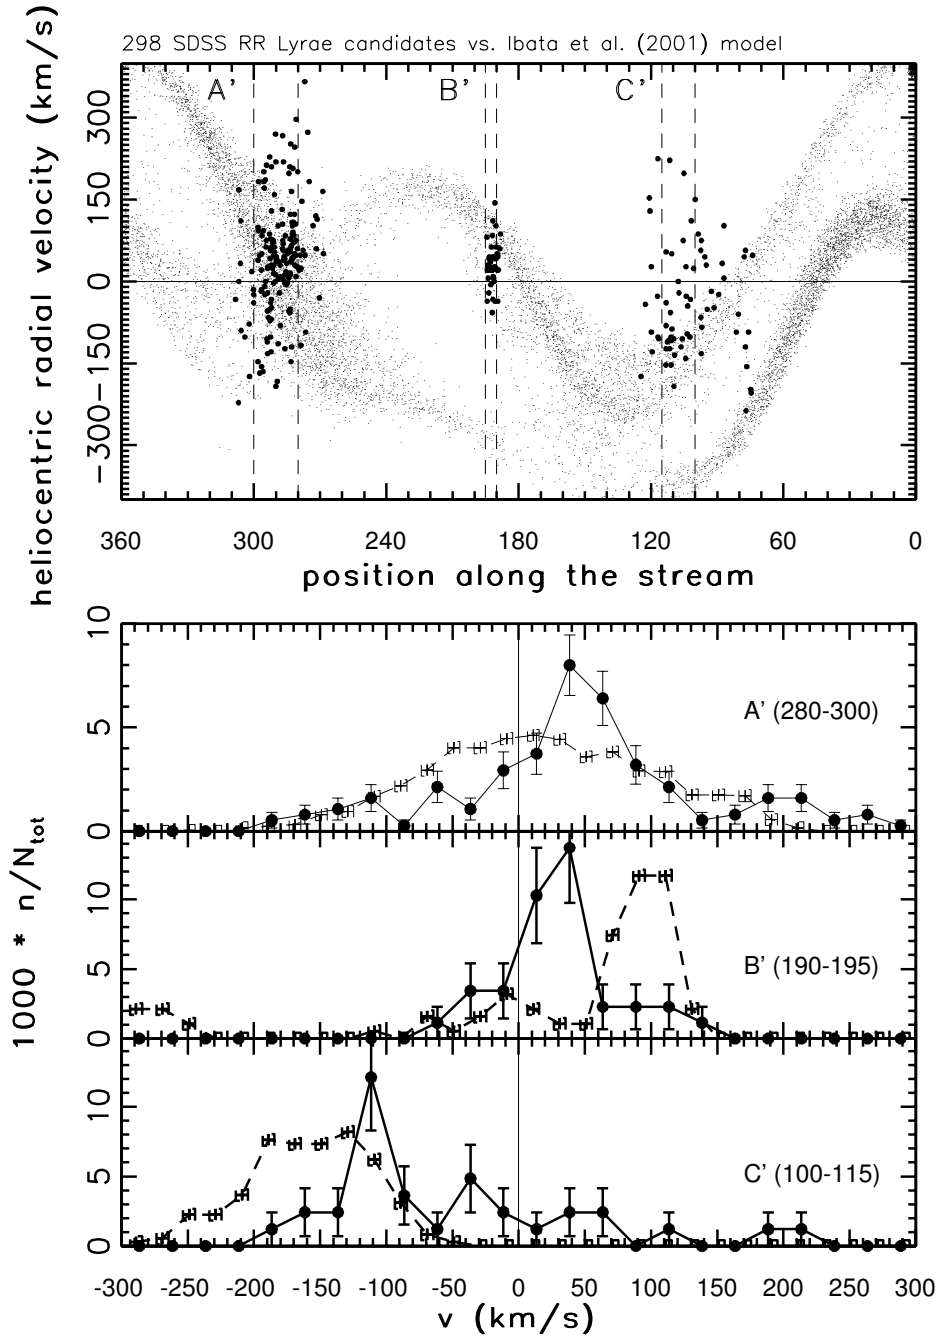 298 SDSS RR Lyrae candidates vs. Ibata et al. (2001) model
A' B' C'
heliocentric radial velocity (km/s)
300
150
0
-150
-300
360 300 240 180 120 60 0
position along the stream
1000 * n/Ntot
10
5
0
A' (280-300)
10
5
0
B' (190-195)
10
5
0
C' (100-115)
-300 -250 -200 -150 -100 -50 0 50 100 150 200 250 300
v (km/s)